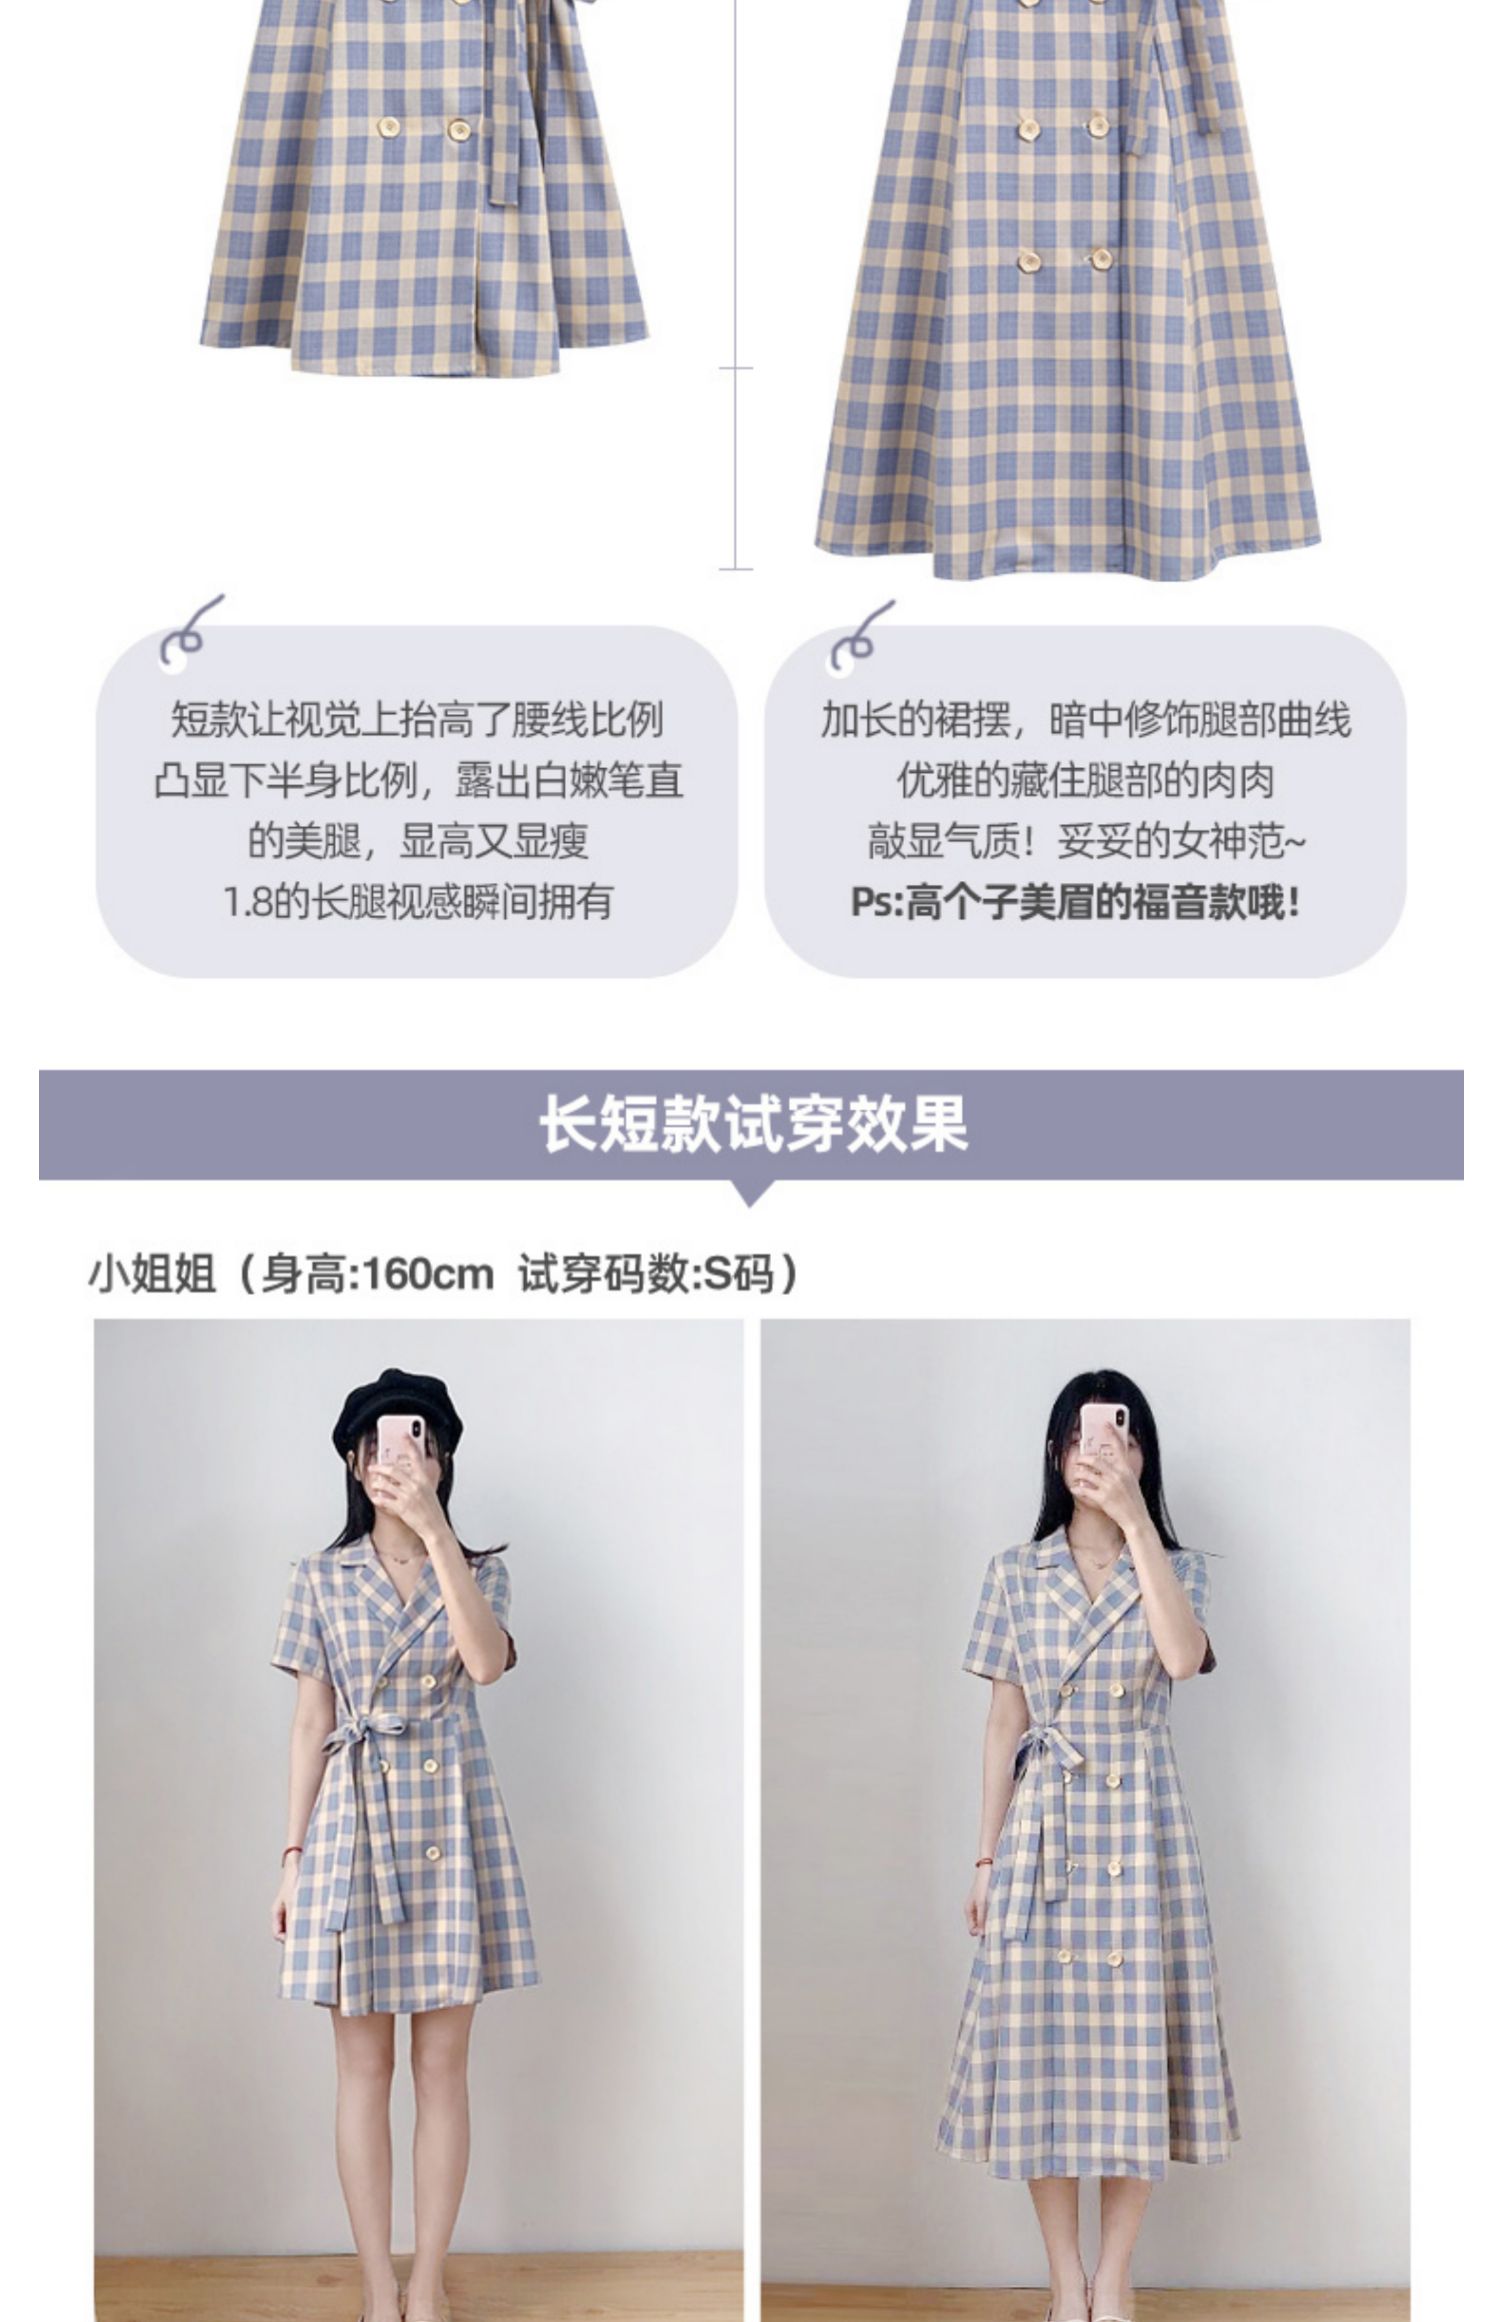 短款让视觉上抬高了腰线比例
凸显下半身比例，露出白嫩笔直
的美腿，显高又显瘦
1.8的长腿视感瞬间拥有
加长的裙摆，暗中修饰腿部曲线
优雅的藏住腿部的肉肉
敲显气质！妥妥的女神范~
Ps:高个子美眉的福音款哦！
长短款试穿效果
小姐姐（身高:160cm 试穿码数:S码）